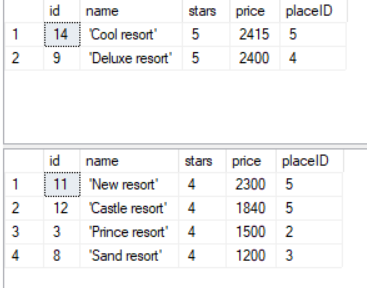 id name stars price placeID
1 14 'Cool resort' 5 2415 5
2 9 'Deluxe resort' 5 2400 4
id name stars price placeID
1 11 'New resort' 4 2300 5
2 12 'Castle resort' 4 1840 5
3 3 'Prince resort' 4 1500 2
4 8 'Sand resort' 4 1200 3